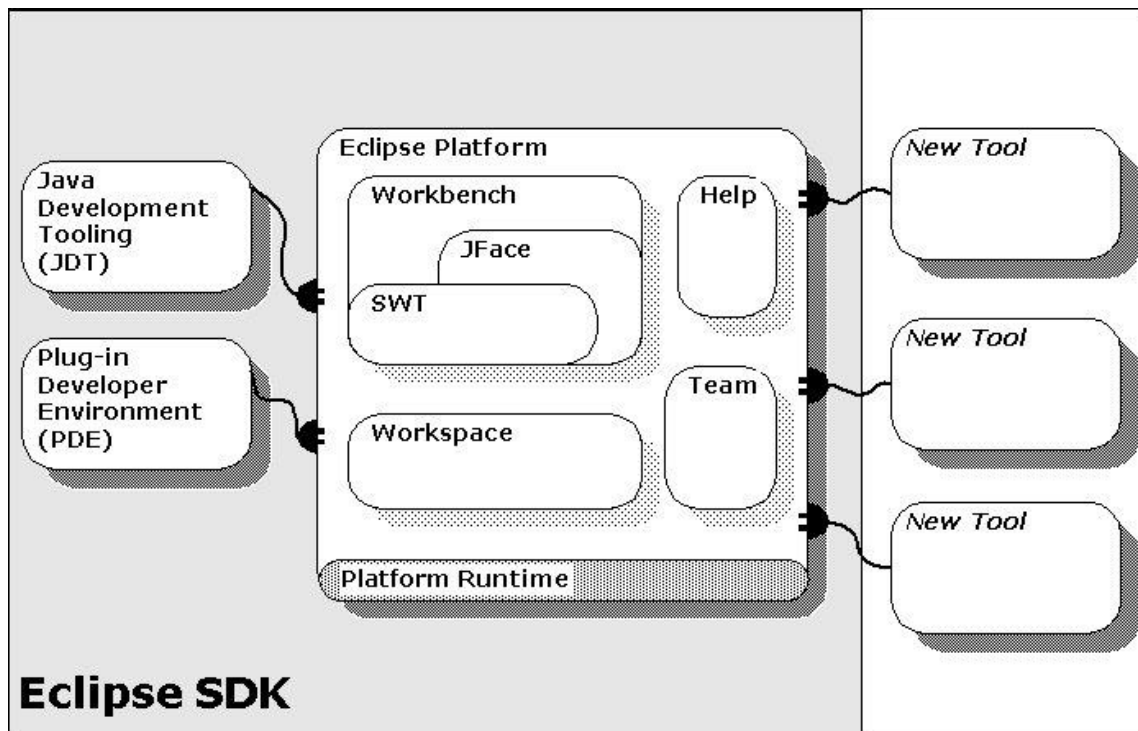 Eclipse Platform
Java
Development
Tooling
(JDT)
Plug-in
Developer
Environment
(PDE)
Workbench
JFace
SWT
Help
Team
Workspace
Platform Runtime
New Tool
New Tool
New Tool
Eclipse SDK